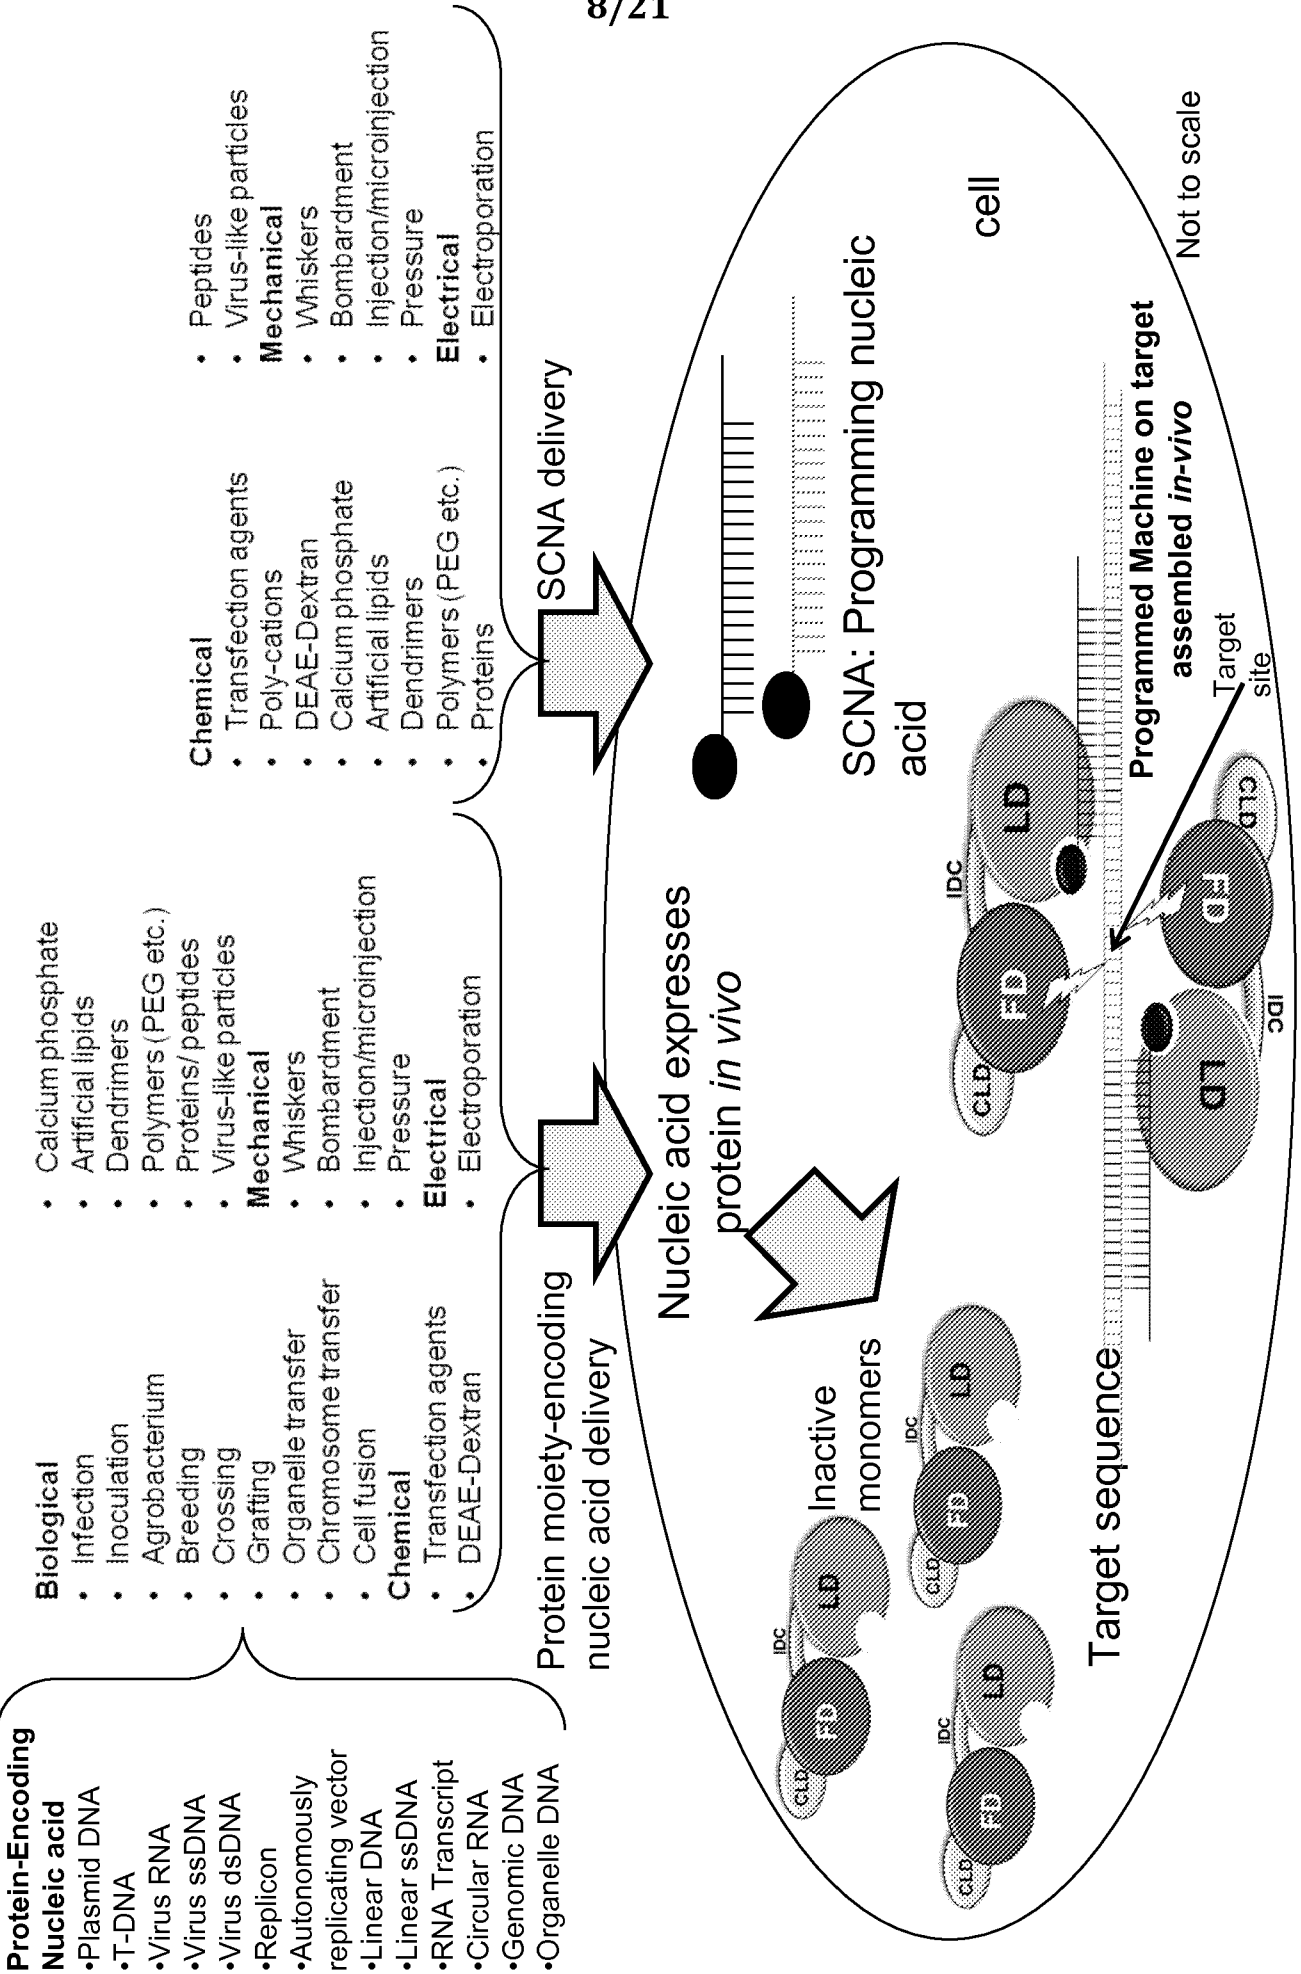 8/21
Protein-Encoding
Nucleic acid
•Plasmid DNA
•T-DNA
•Virus RNA
•Virus ssDNA
•Virus dsDNA
•Replicon
•Autonomously
replicating vector
•Linear DNA
•Linear ssDNA
•RNA Transcript
•Circular RNA
•Genomic DNA
•Organelle DNA
Biological
• Infection
• Inoculation
• Agrobacterium
• Breeding
• Crossing
• Grafting
• Organelle transfer
• Chromosome transfer
• Cell fusion
Chemical
• Transfection agents
• DEAE-Dextran
• Calcium phosphate
• Artificial lipids
• Dendrimers
• Polymers (PEG etc.)
• Proteins/peptides
• Virus-like particles
Mechanical
• Whiskers
• Bombardment
• Injection/microinjection
• Pressure
Electrical
• Electroporation
Chemical
• Transfection agents
• Poly-cations
• DEAE-Dextran
• Calcium phosphate
• Artificial lipids
• Dendrimers
• Polymers (PEG etc.)
• Proteins
• Peptides
• Virus-like particles
Mechanical
• Whiskers
• Bombardment
• Injection/microinjection
• Pressure
Electrical
• Electroporation
Protein moiety-encoding
nucleic acid delivery
SCNA delivery
Nucleic acid expresses
protein in vivo
SCNA: Programming nucleic
acid
cell
Inactive
monomers
CLD
FD
IDC
LD
CLD
FD
IDC
LD
CLD
FD
IDC
LD
CLD
FD
IDC
LD
Target sequence
LD
IDC
FD
CLD
Programmed Machine on target
assembled in-vivo
Target
site
Not to scale